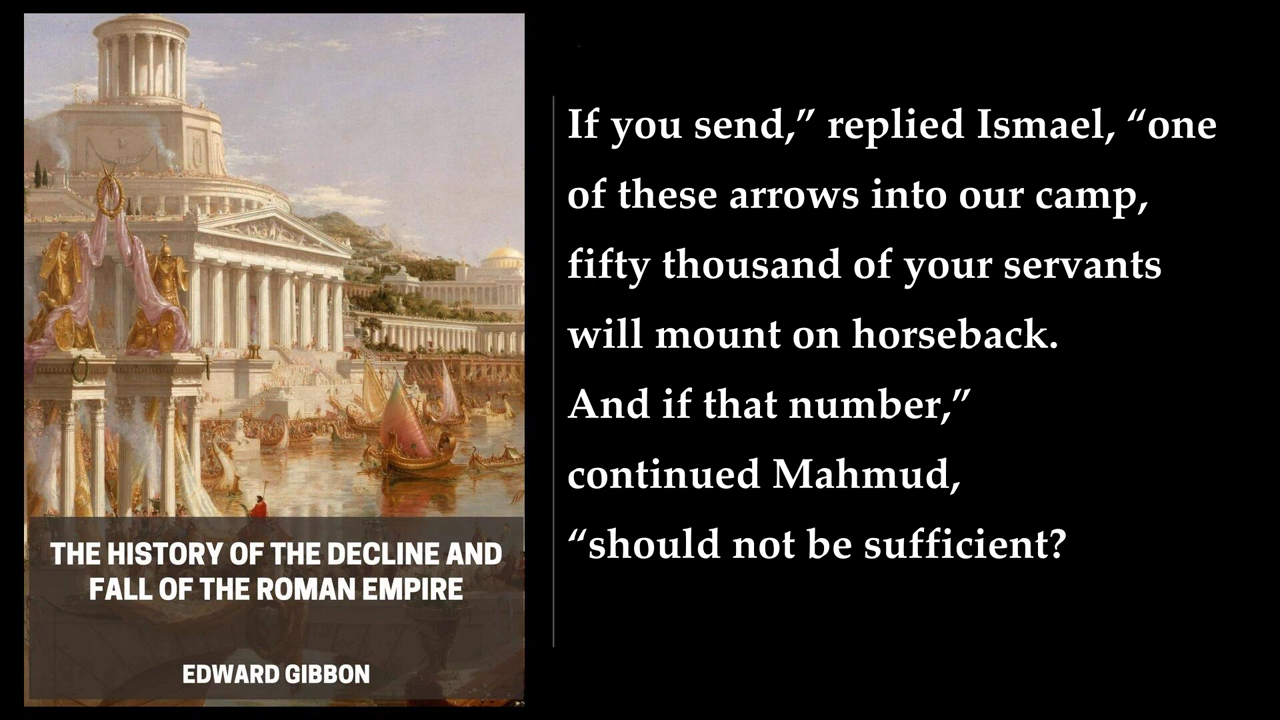 If you send,” replied Ismael, “one
of these arrows into our camp,
fifty thousand of your servants
will mount on horseback.
And if that number,”
continued Mahmud,
“should not be sufficient?
THE HISTORY OF THE DECLINE AND
FALL OF THE ROMAN EMPIRE
EDWARD GIBBON